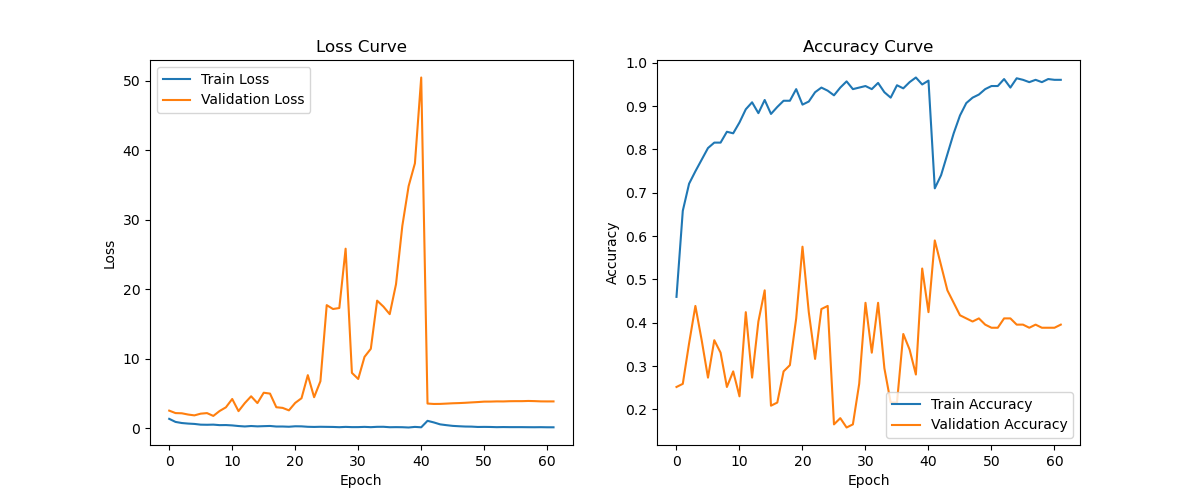 Loss Curve
Train Loss
Validation Loss
50
40
30
20
10
0
Loss
0 10 20 30 40 50 60
Epoch
Accuracy Curve
1.0
0.9
0.8
0.7
0.6
0.5
0.4
0.3
0.2
Accuracy
Train Accuracy
Validation Accuracy
0 10 20 30 40 50 60
Epoch